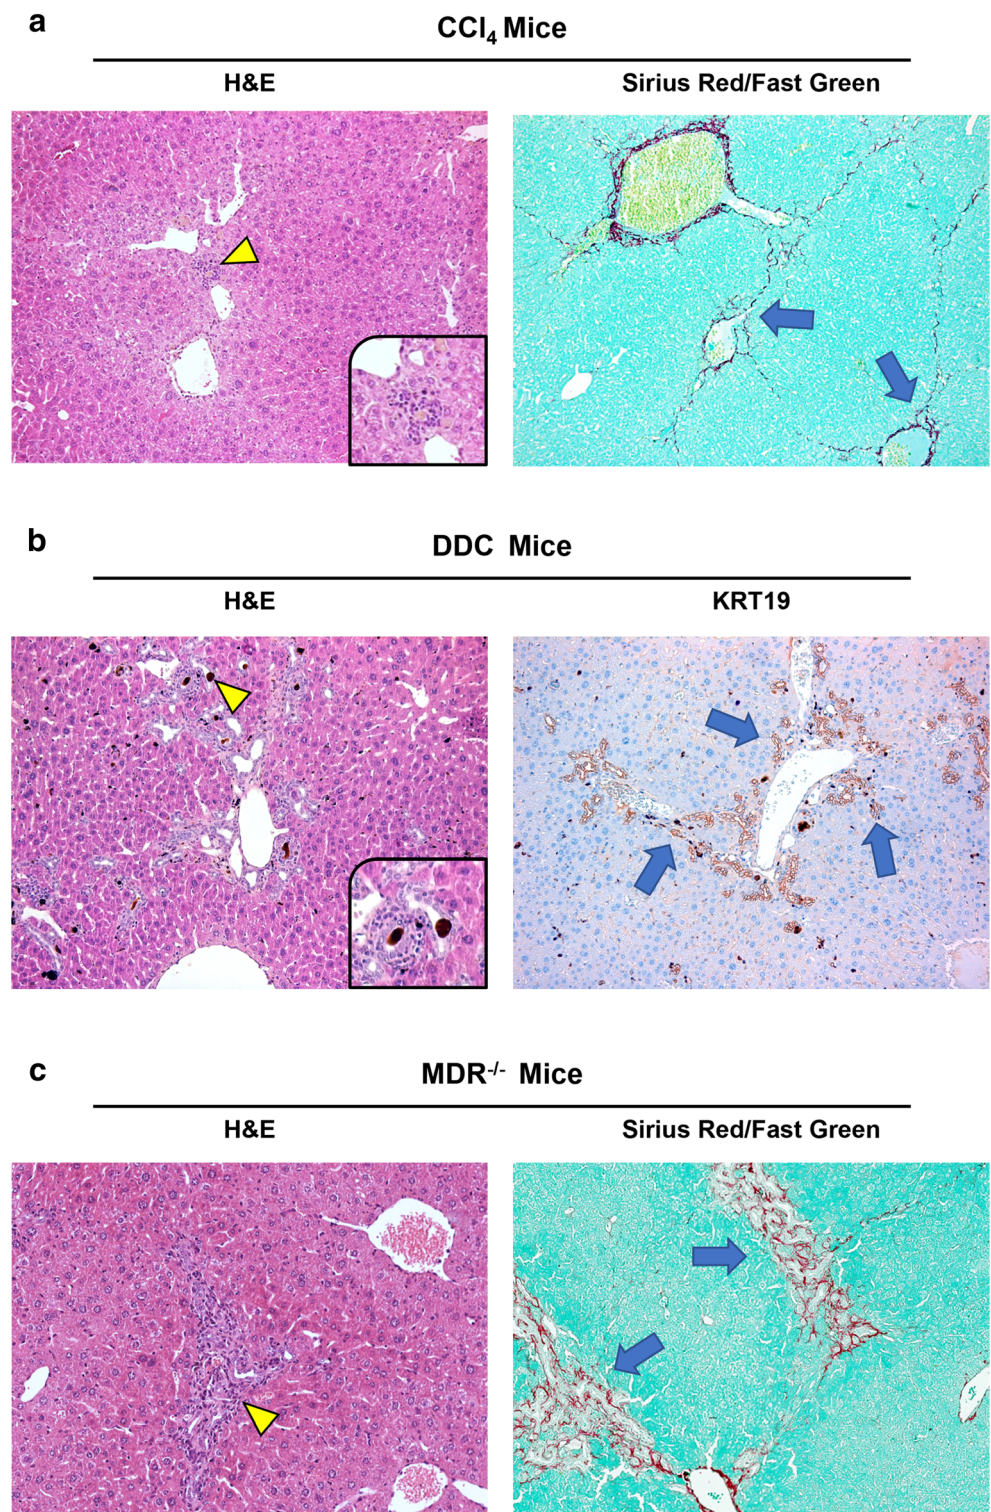 a
CCl₄ Mice
H&E
Sirius Red/Fast Green
b
DDC Mice
H&E
KRT19
c
MDR⁻/⁻ Mice
H&E
Sirius Red/Fast Green